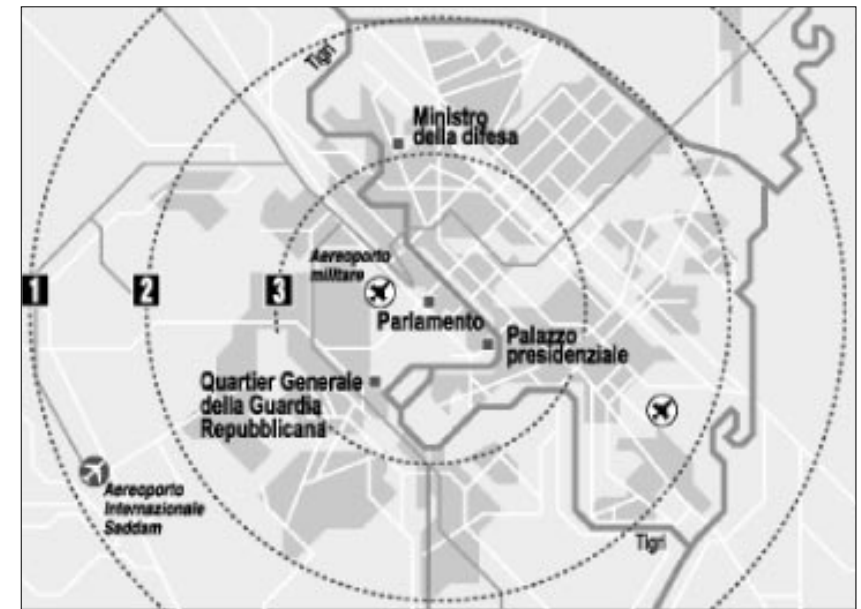 Tigri
Ministro
della difesa
Aereoporto
militare
1
2
3
Parlamento
Palazzo
presidenziale
Quartier Generale
della Guardia
Repubblicana
Aereoporto
Internazionale
Saddam
Tigri